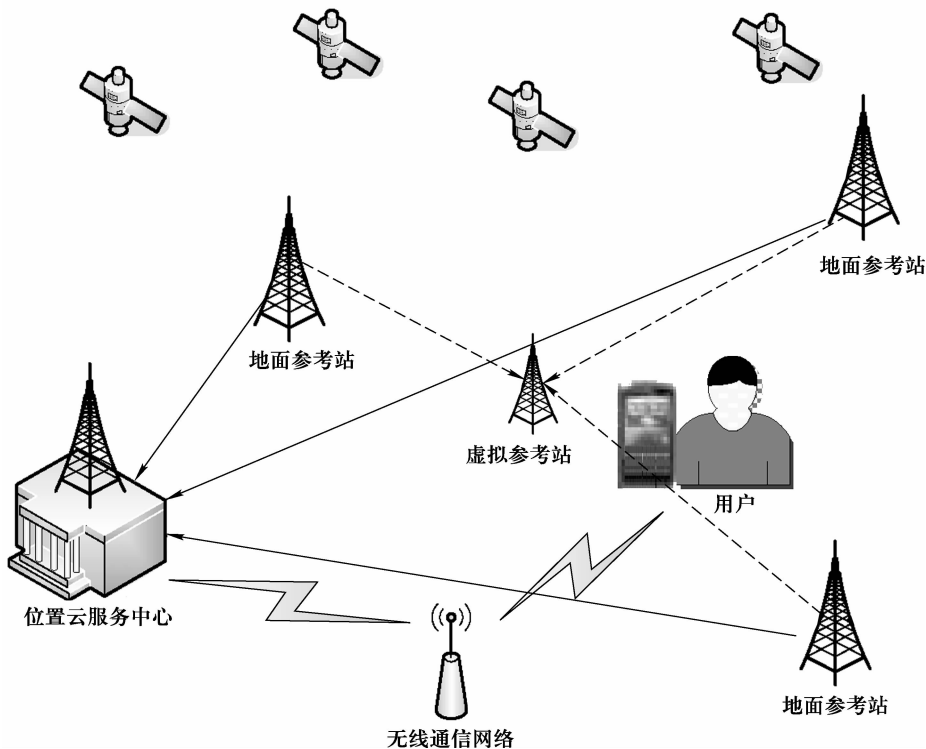 地面参考站
地面参考站
虚拟参考站
用户
位置云服务中心
地面参考站
无线通信网络